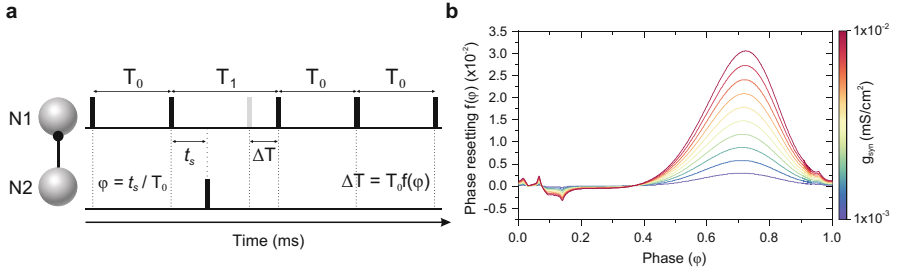 a
T₀ T₁ T₀ T₀
N1
tₛ ΔT
N2
φ = tₛ / T₀ ΔT = T₀f(φ)
Time (ms)
b
Phase resetting f(φ) (x10⁻²)
3.5
3.0
2.5
2.0
1.5
1.0
0.5
0.0
-0.5
0.0 0.2 0.4 0.6 0.8 1.0
Phase (φ)
1x10⁻²
g_syn (mS/cm²)
1x10⁻³